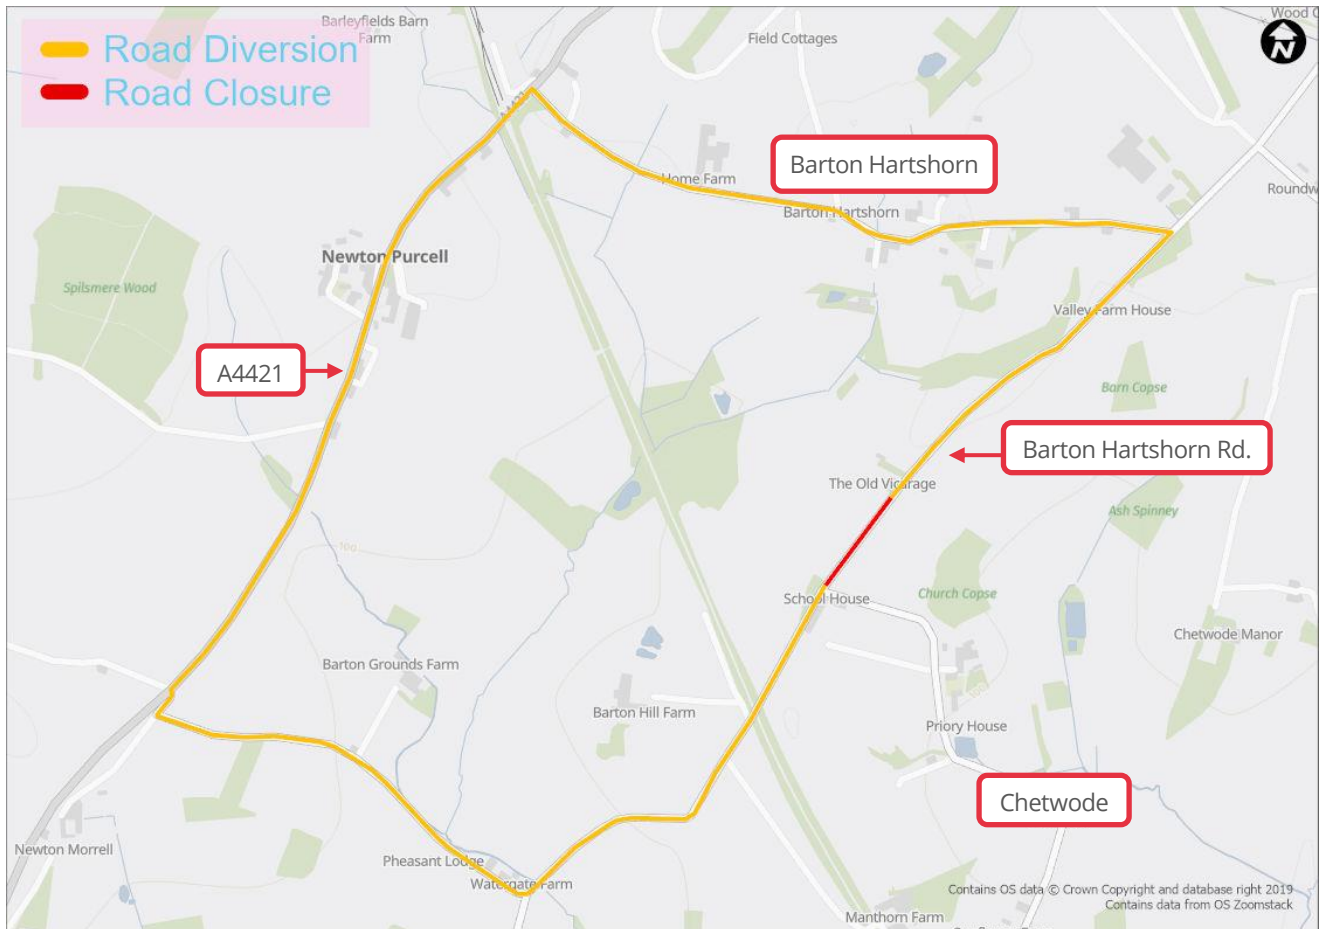 Barleyfields Barn
Farm
Road Diversion
Road Closure
Field Cottages
N
A4421
Barton Hartshorn
Home Farm
Barton Hartshorn
Newton Purcell
Spilsmere Wood
Valley Farm House
A4421
Barn Copse
Barton Hartshorn Rd.
The Old Vicarage
Ash Spinney
100
School House
Church Copse
Chetwode Manor
Barton Grounds Farm
100
Barton Hill Farm
Priory House
Chetwode
Newton Morrell
Pheasant Lodge
Watergate Farm
Contains OS data © Crown Copyright and database right 2019
Contains data from OS Zoomstack
Manthorn Farm